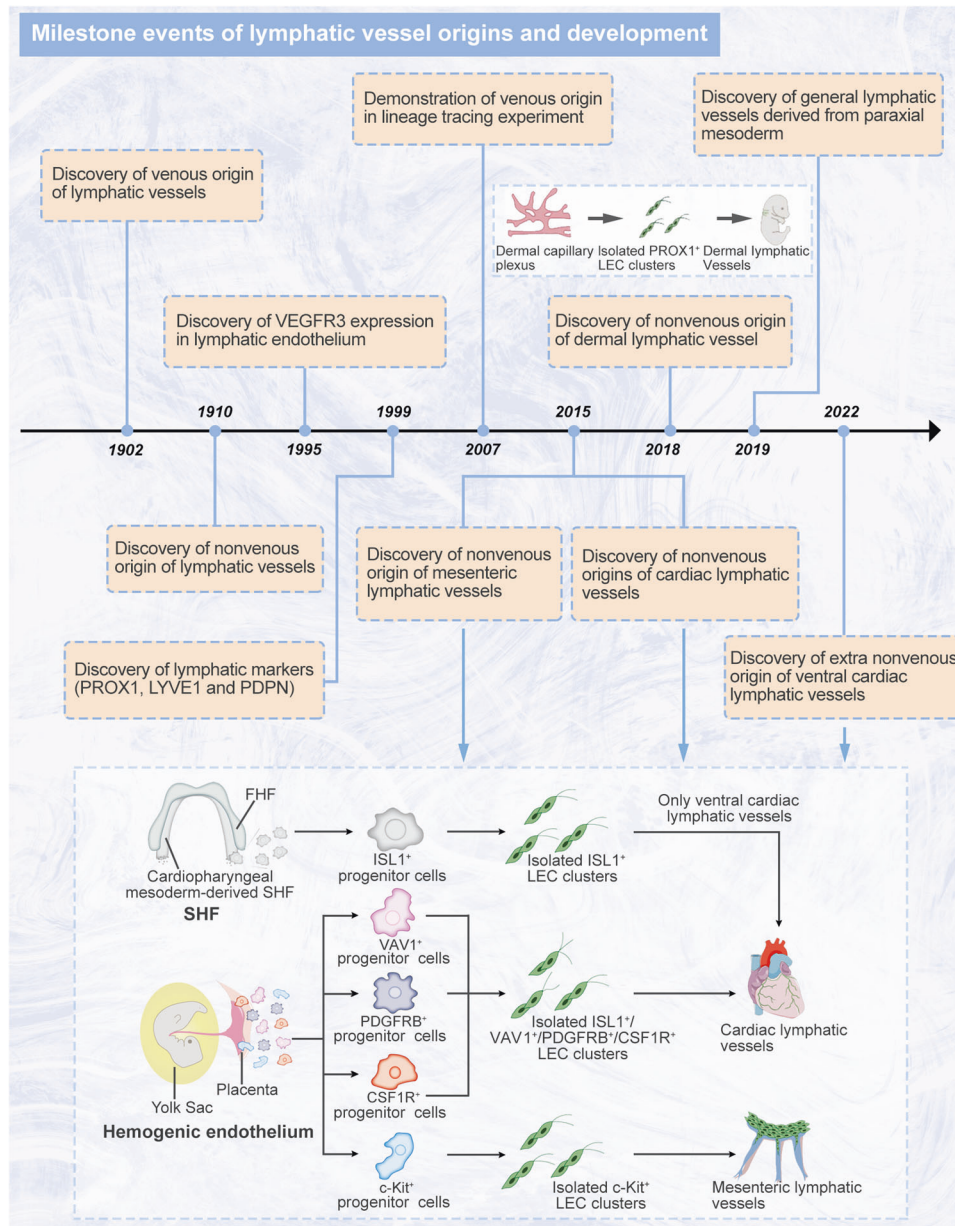 Milestone events of lymphatic vessel origins and development
Demonstration of venous origin
in lineage tracing experiment
Discovery of general lymphatic
vessels derived from paraxial
mesoderm
Discovery of venous origin
of lymphatic vessels
Dermal capillary
plexus
Isolated PROX1⁺
LEC clusters
Dermal lymphatic
Vessels
Discovery of VEGFR3 expression
in lymphatic endothelium
Discovery of nonvenous origin
of dermal lymphatic vessel
1910
1999
2015
2022
1902
1995
2007
2018
2019
Discovery of nonvenous
origin of lymphatic vessels
Discovery of nonvenous
origin of mesenteric
lymphatic vessels
Discovery of nonvenous
origins of cardiac lymphatic
vessels
Discovery of lymphatic markers
(PROX1, LYVE1 and PDPN)
Discovery of extra nonvenous
origin of ventral cardiac
lymphatic vessels
FHF
Cardiopharyngeal
mesoderm-derived SHF
SHF
ISL1⁺
progenitor cells
Isolated ISL1⁺
LEC clusters
Only ventral cardiac
lymphatic vessels
VAV1⁺
progenitor cells
PDGFRB⁺
progenitor cells
CSF1R⁺
progenitor cells
Isolated ISL1⁺/
VAV1⁺/PDGFRB⁺/CSF1R⁺
LEC clusters
Cardiac lymphatic
vessels
Placenta
Yolk Sac
Hemogenic endothelium
c-Kit⁺
progenitor cells
Isolated c-Kit⁺
LEC clusters
Mesenteric lymphatic
vessels